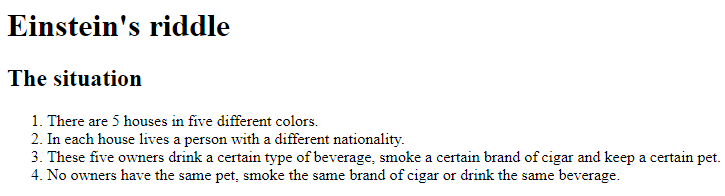 Einstein's riddle
The situation
1. There are 5 houses in five different colors.
2. In each house lives a person with a different nationality.
3. These five owners drink a certain type of beverage, smoke a certain brand of cigar and keep a certain pet.
4. No owners have the same pet, smoke the same brand of cigar or drink the same beverage.